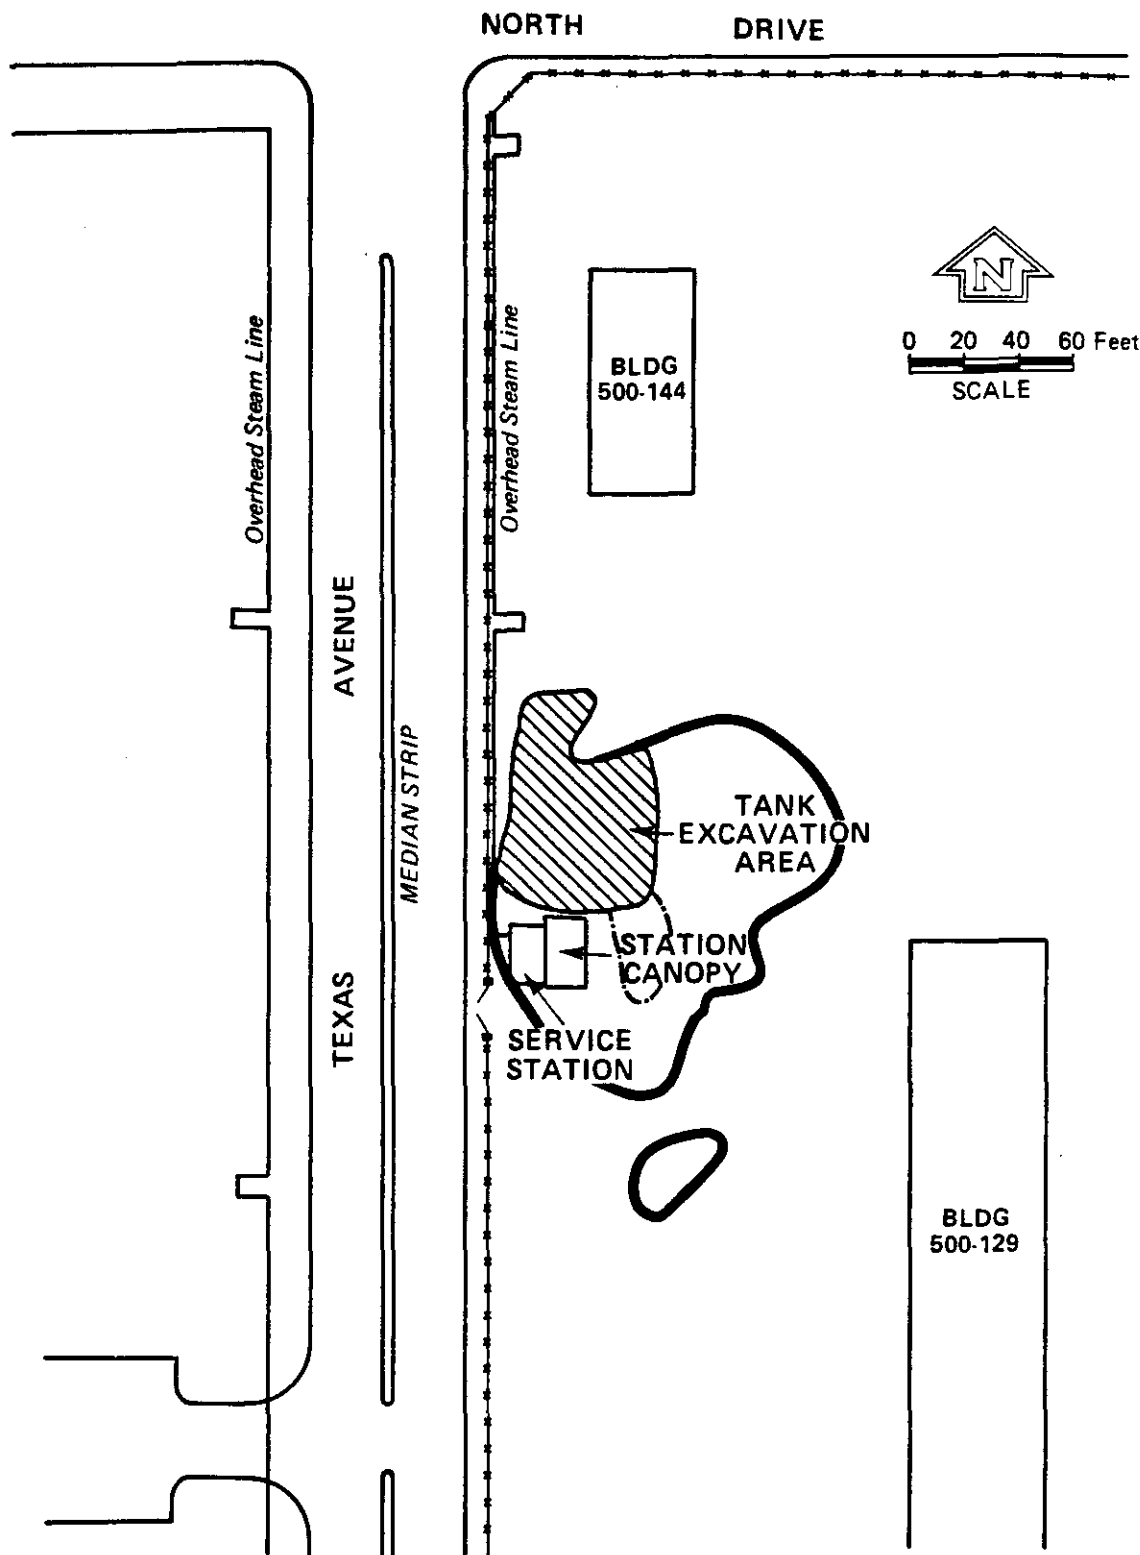 NORTH DRIVE
N
0 20 40 60 Feet
SCALE
Overhead Steam Line
Overhead Steam Line
BLDG
500-144
TEXAS AVENUE
MEDIAN STRIP
TANK
EXCAVATION
AREA
STATION
CANOPY
SERVICE
STATION
BLDG
500-129